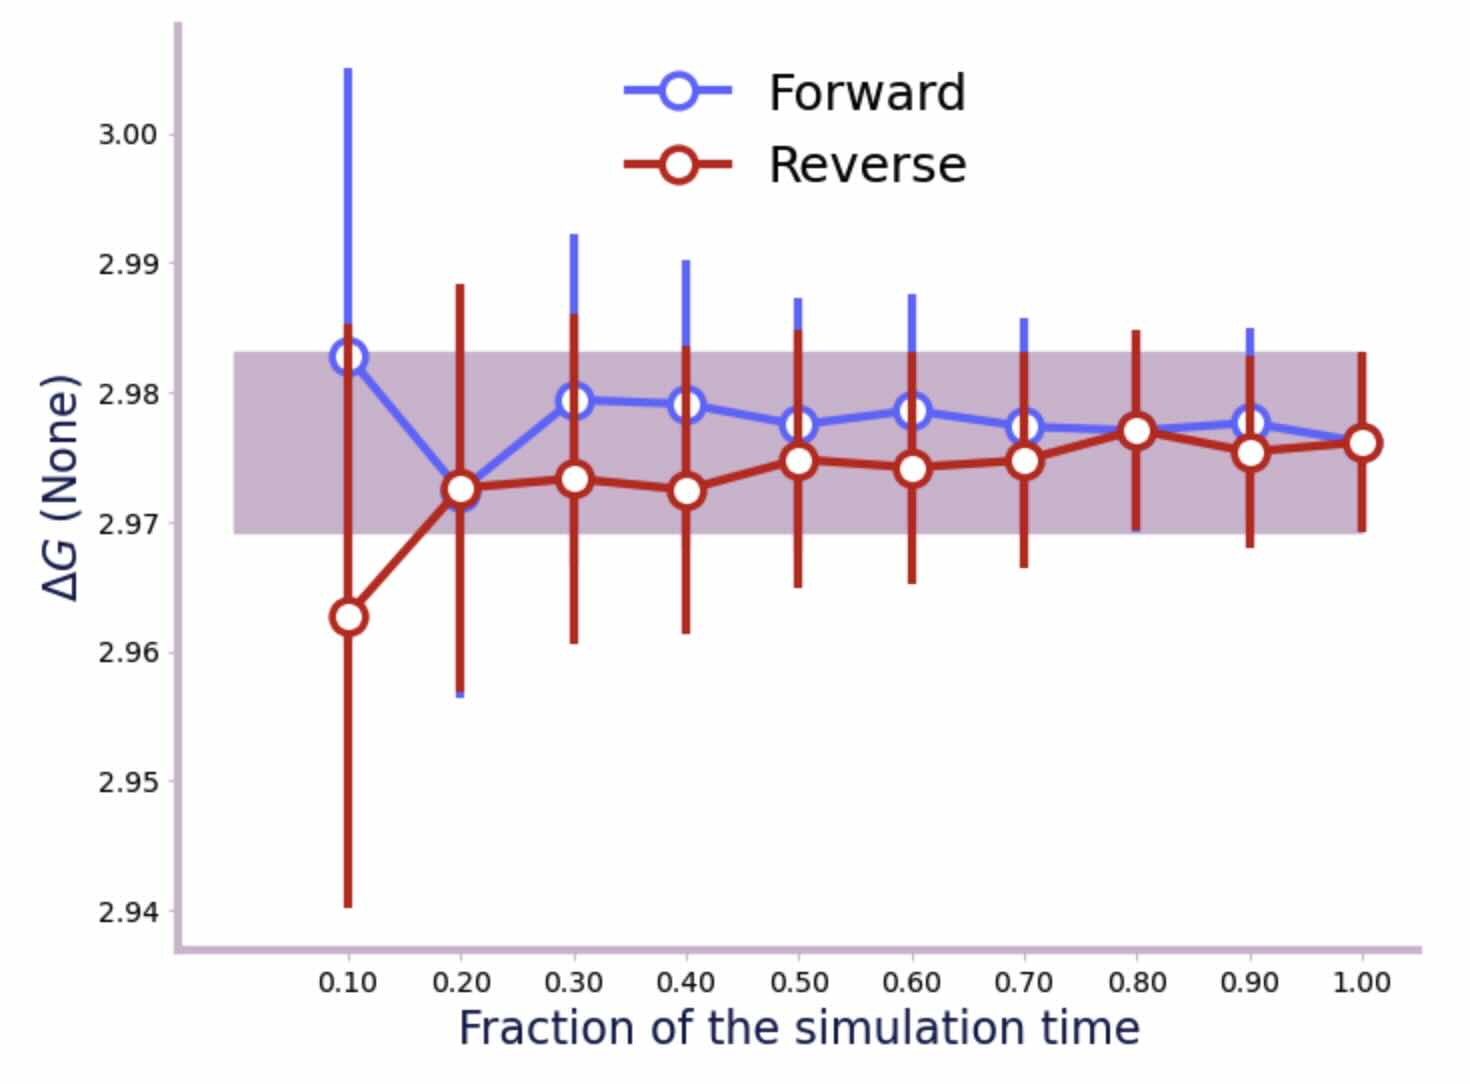 Forward
Reverse
3.00
2.99
2.98
2.97
2.96
2.95
2.94
ΔG (None)
0.10 0.20 0.30 0.40 0.50 0.60 0.70 0.80 0.90 1.00
Fraction of the simulation time